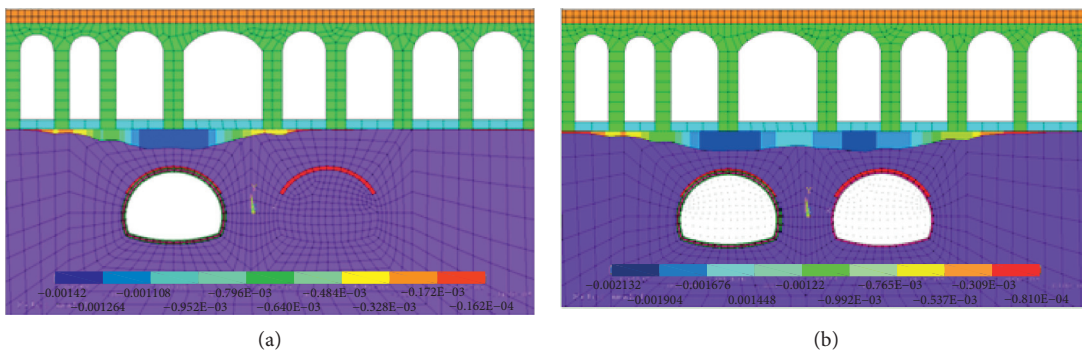 Y
−0.00142 −0.001108 −0.796E−03 −0.484E−03 −0.172E−03
−0.001264 −0.952E−03 −0.640E−03 −0.328E−03 −0.162E−04
(a)
Y
−0.002132 −0.001676 −0.00122 −0.765E−03 −0.309E−03
−0.001904 0.001448 −0.992E−03 −0.537E−03 −0.810E−04
(b)